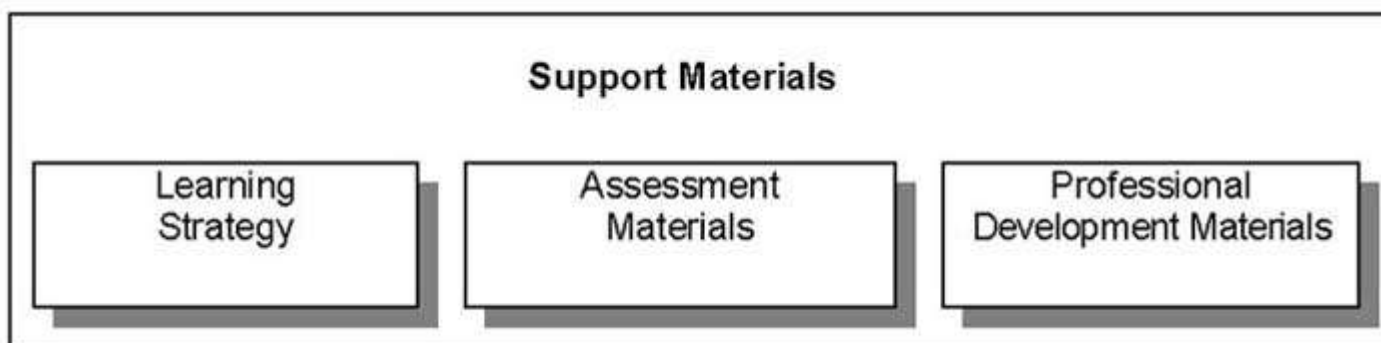 Support Materials
Learning
Strategy
Assessment
Materials
Professional
Development Materials